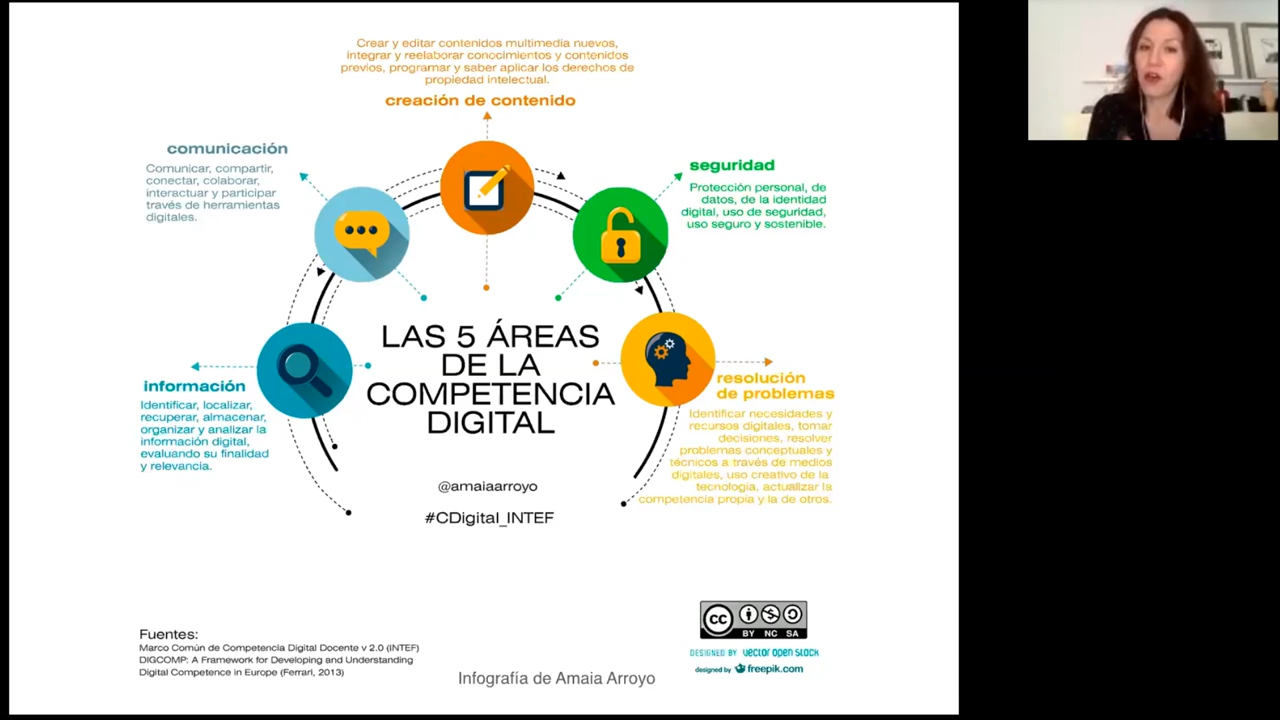 Crear y editar contenidos multimedia nuevos,
integrar y reelaborar conocimientos y contenidos
previos, programar y saber aplicar los derechos de
propiedad intelectual.
creación de contenido
comunicación
Comunicar, compartir,
conectar, colaborar,
interactuar y participar
través de herramientas
digitales.
seguridad
Protección personal, de
datos, de la identidad
digital, uso de seguridad,
uso seguro y sostenible.
LAS 5 ÁREAS
DE LA
COMPETENCIA
DIGITAL
información
Identificar, localizar,
recuperar, almacenar,
organizar y analizar la
información digital,
evaluando su finalidad
y relevancia.
resolución
de problemas
Identificar necesidades y
recursos digitales, tomar
decisiones, resolver
problemas conceptuales y
técnicos a través de medios
digitales, uso creativo de la
tecnología, actualizar la
competencia propia y la de otros.
@amaiaarroyo
#CDigital_INTEF
Fuentes:
Marco Común de Competencia Digital Docente v 2.0 (INTEF)
DIGCOMP: A Framework for Developing and Understanding
Digital Competence in Europe (Ferrari, 2013)
Infografía de Amaia Arroyo
CC
BY NC SA
DESIGNED BY vector open stock
designed by freepik.com